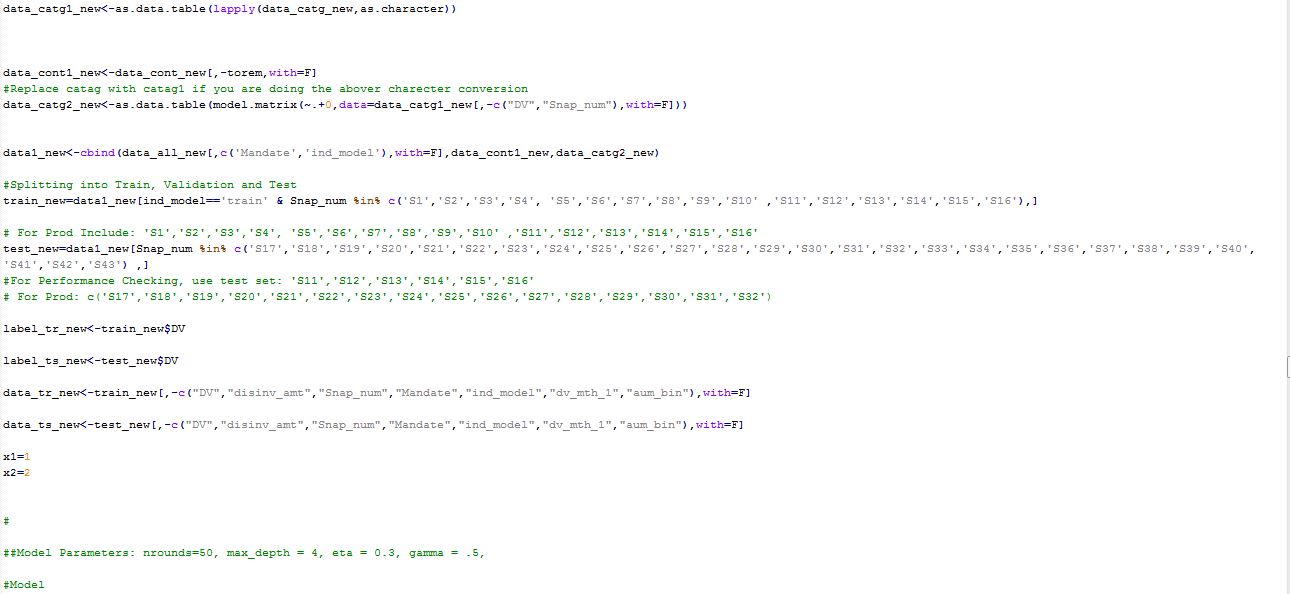 data_catg1_new<-as.data.table(lapply(data_catg_new,as.character))
data_cont1_new<-data_cont_new[,-torem,with=F]
#Replace catag with catag1 if you are doing the abover charecter conversion
data_catg2_new<-as.data.table(model.matrix(~.+0,data=data_catg1_new[,-c("DV","Snap_num"),with=F]))
data1_new<-cbind(data_all_new[,c('Mandate','ind_model'),with=F],data_cont1_new,data_catg2_new)
#Splitting into Train, Validation and Test
train_new=data1_new[ind_model=='train' & Snap_num %in% c('S1','S2','S3','S4', 'S5','S6','S7','S8','S9','S10' ,'S11','S12','S13','S14','S15','S16'),]
# For Prod Include: 'S1','S2','S3','S4', 'S5','S6','S7','S8','S9','S10' ,'S11','S12','S13','S14','S15','S16'
test_new=data1_new[Snap_num %in% c('S17','S18','S19','S20','S21','S22','S23','S24','S25','S26','S27','S28','S29','S30','S31','S32','S33','S34','S35','S36','S37','S38','S39','S40',
'S41','S42','S43') ,]
#For Performance Checking, use test set: 'S11','S12','S13','S14','S15','S16'
# For Prod: c('S17','S18','S19','S20','S21','S22','S23','S24','S25','S26','S27','S28','S29','S30','S31','S32')
label_tr_new<-train_new$DV
label_ts_new<-test_new$DV
data_tr_new<-train_new[,-c("DV","disinv_amt","Snap_num","Mandate","ind_model","dv_mth_1","aum_bin"),with=F]
data_ts_new<-test_new[,-c("DV","disinv_amt","Snap_num","Mandate","ind_model","dv_mth_1","aum_bin"),with=F]
x1=1
x2=2
#
##Model Parameters: nrounds=50, max_depth = 4, eta = 0.3, gamma = .5,
#Model